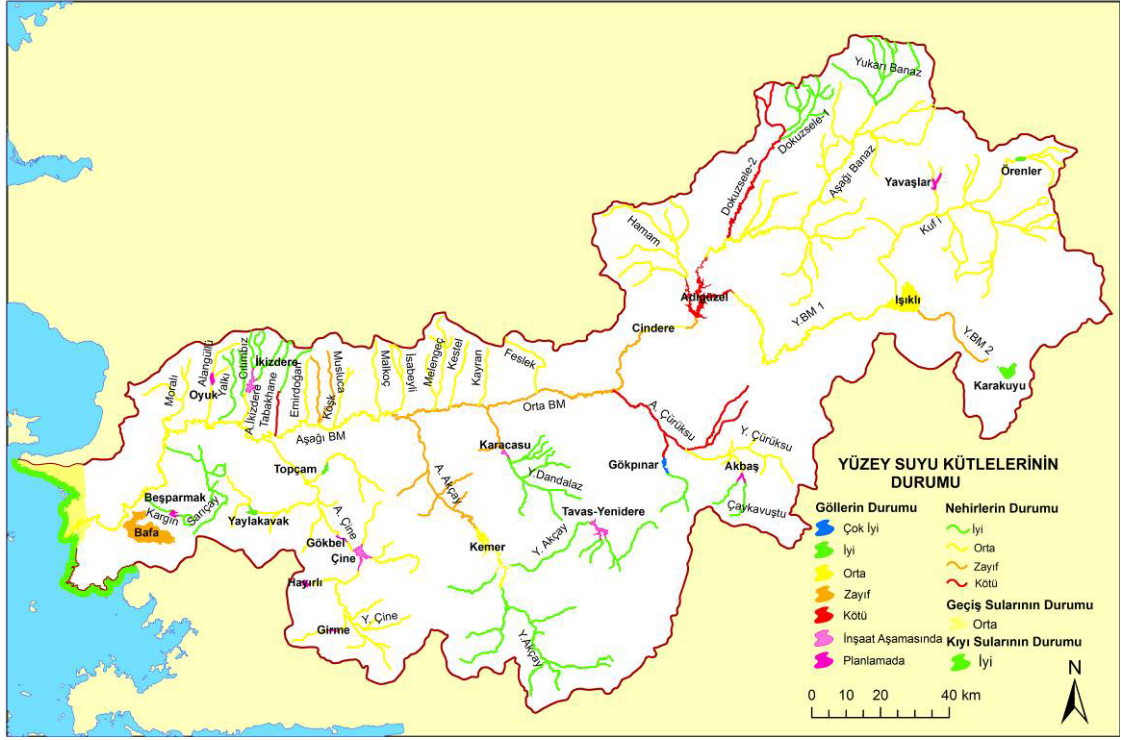 Yukarı Banaz
Dokuzsele-1
Dokuzsele-2
Aşağı Banaz
Yavaşlar
Örenler
Kufi
Hamam
Adıgüzel
Işıklı
Y.BM 1
Y.BM 2
Karakuyu
Cindere
Moralı
Alangüllü
Oyuk
Yalkı
Cılımbız
İkizdere
A.İkizdere
Tabakhane
Emirdoğan
Köşk
Musluca
Malkoç
İsabeyli
Melengeç
Kestel
Kayran
Feslek
Orta BM
Aşağı BM
A. Çürüksu
Y. Çürüksu
Gökpınar
Akbaş
Çaykavuştu
Karacasu
Y.Dandalaz
Tavas-Yenidere
Y. Akçay
A. Akçay
Kemer
Y.Akçay
Topçam
Beşparmak
Kargın
Sarıçay
Yaylakavak
Bafa
A. Çine
Gökbel
Çine
Hayırlı
Girme
Y. Çine
YÜZEY SUYU KÜTLELERİNİN
DURUMU
Göllerin Durumu
Çok İyi
İyi
Orta
Zayıf
Kötü
İnşaat Aşamasında
Planlamada
Nehirlerin Durumu
İyi
Orta
Zayıf
Kötü
Geçiş Sularının Durumu
Orta
Kıyı Sularının Durumu
İyi
0 10 20 40 km
N